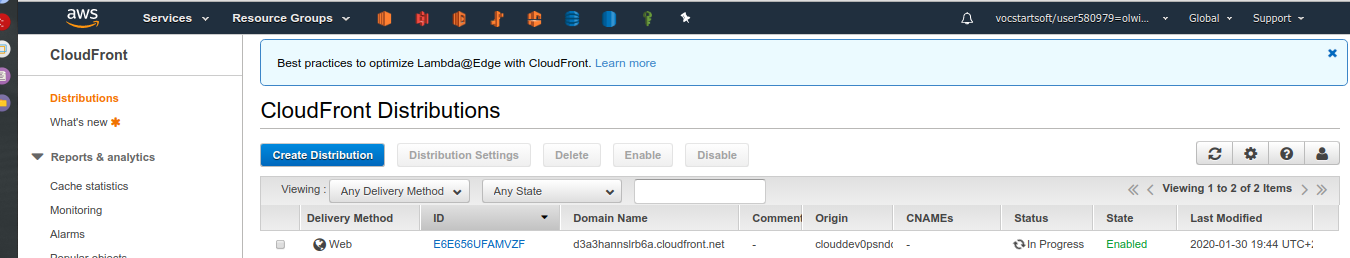 aws Services Resource Groups vocstartsoft/user580979=olwi... Global Support
CloudFront
Distributions
What's new
Reports & analytics
Cache statistics
Monitoring
Alarms
Popular objects
Best practices to optimize Lambda@Edge with CloudFront. Learn more
CloudFront Distributions
Create Distribution Distribution Settings Delete Enable Disable
Viewing : Any Delivery Method Any State Viewing 1 to 2 of 2 Items
Delivery Method ID Domain Name Comment Origin CNAMEs Status State Last Modified
Web E6E656UFAMVZF d3a3hannslrb6a.cloudfront.net - clouddev0psndc - In Progress Enabled 2020-01-30 19:44 UTC+2